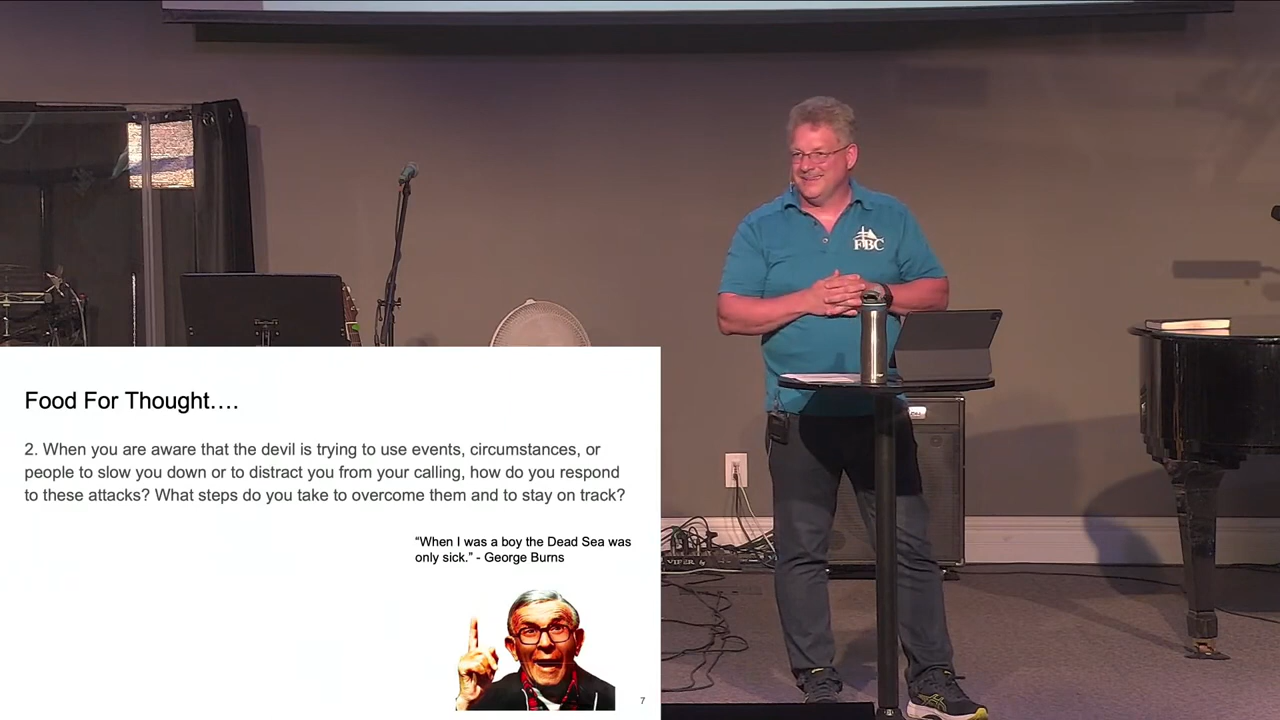 FBC
Food For Thought....
2. When you are aware that the devil is trying to use events, circumstances, or
people to slow you down or to distract you from your calling, how do you respond
to these attacks? What steps do you take to overcome them and to stay on track?
“When I was a boy the Dead Sea was
only sick.” - George Burns
7